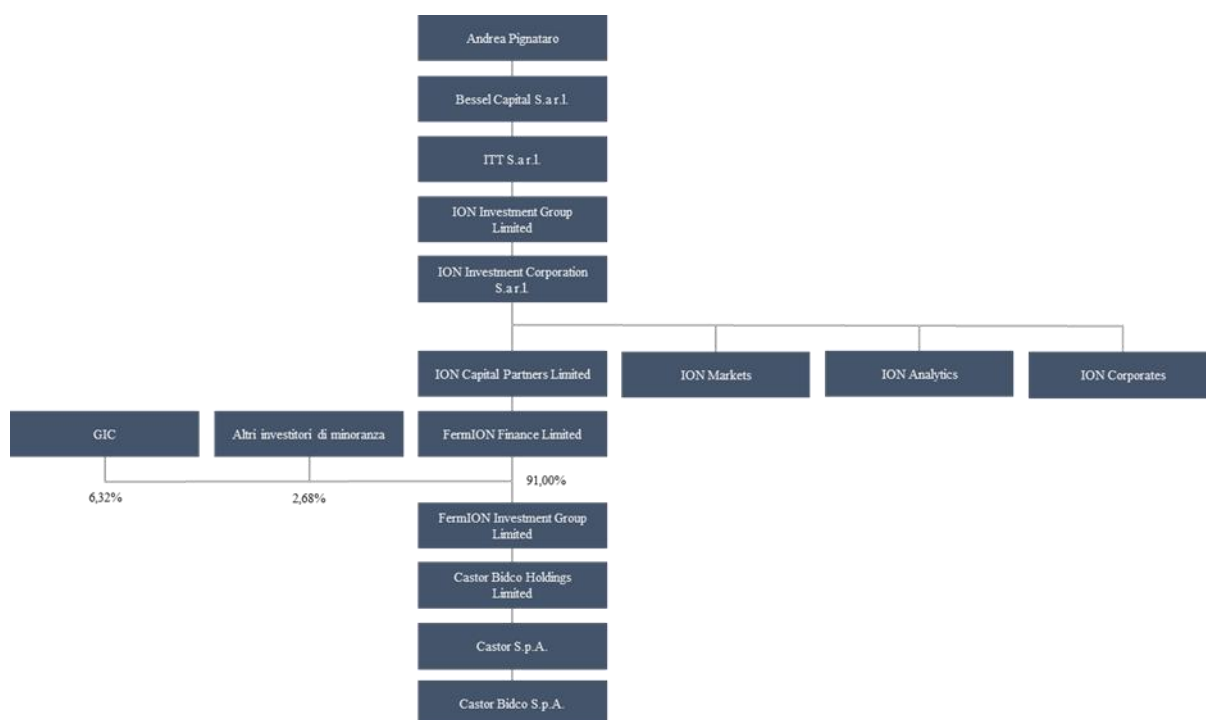 Andrea Pignataro
Bessel Capital S.a r.l.
ITT S.a r.l.
ION Investment Group
Limited
ION Investment Corporation
S.a r.l.
ION Capital Partners Limited
ION Markets
ION Analytics
ION Corporates
GIC
Altri investitori di minoranza
FermION Finance Limited
6,32%
2,68%
91,00%
FermION Investment Group
Limited
Castor Bidco Holdings
Limited
Castor S.p.A.
Castor Bidco S.p.A.